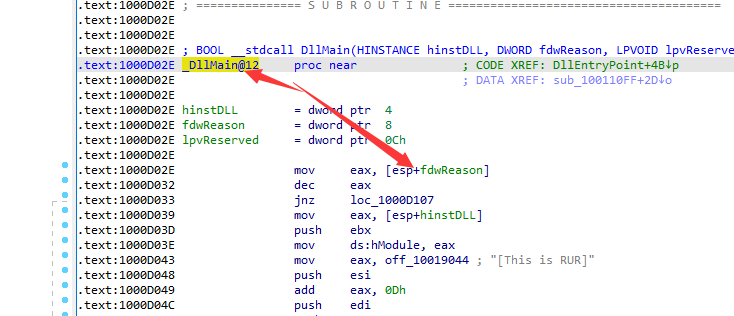 .text:1000D02E ; =============== S U B R O U T I N E =======================================
.text:1000D02E
.text:1000D02E
.text:1000D02E ; BOOL __stdcall DllMain(HINSTANCE hinstDLL, DWORD fdwReason, LPVOID lpvReserve
.text:1000D02E _DllMain@12 proc near ; CODE XREF: DllEntryPoint+4B↓p
.text:1000D02E ; DATA XREF: sub_100110FF+2D↓o
.text:1000D02E
.text:1000D02E hinstDLL = dword ptr 4
.text:1000D02E fdwReason = dword ptr 8
.text:1000D02E lpvReserved = dword ptr 0Ch
.text:1000D02E
.text:1000D02E mov eax, [esp+fdwReason]
.text:1000D032 dec eax
.text:1000D033 jnz loc_1000D107
.text:1000D039 mov eax, [esp+hinstDLL]
.text:1000D03D push ebx
.text:1000D03E mov ds:hModule, eax
.text:1000D043 mov eax, off_10019044 ; "[This is RUR]"
.text:1000D048 push esi
.text:1000D049 add eax, 0Dh
.text:1000D04C push edi